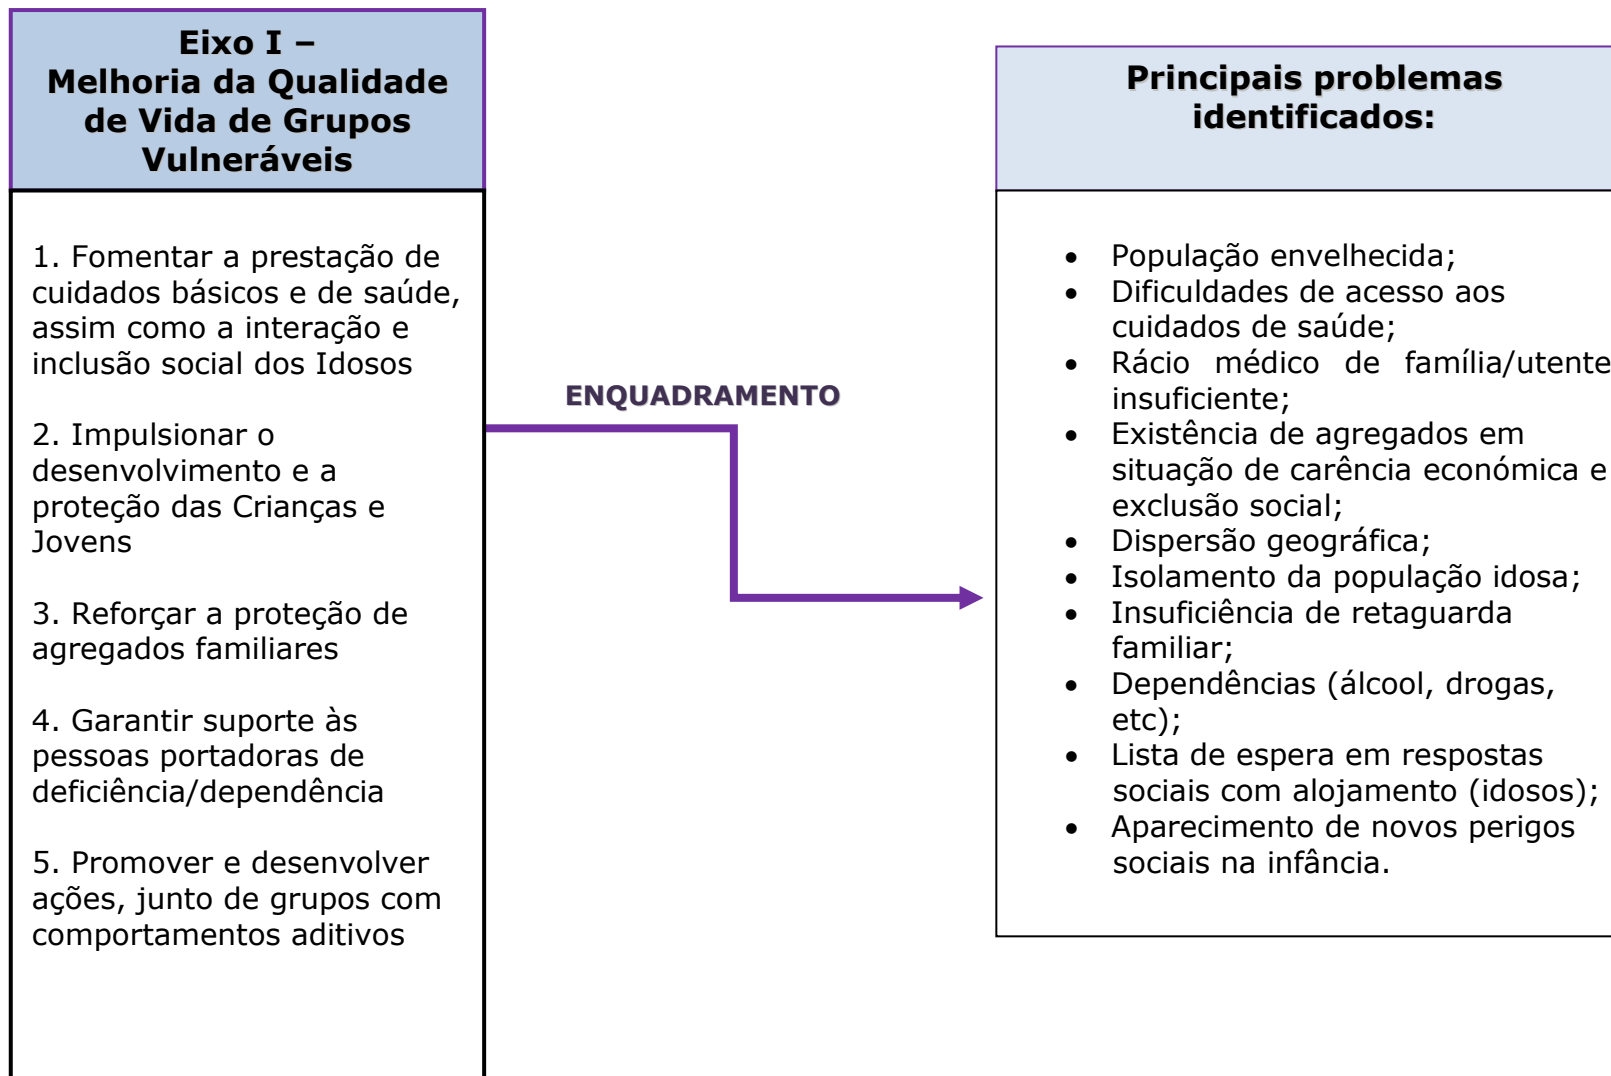 Eixo I –
Melhoria da Qualidade
de Vida de Grupos
Vulneráveis
1. Fomentar a prestação de
cuidados básicos e de saúde,
assim como a interação e
inclusão social dos Idosos
2. Impulsionar o
desenvolvimento e a
proteção das Crianças e
Jovens
3. Reforçar a proteção de
agregados familiares
4. Garantir suporte às
pessoas portadoras de
deficiência/dependência
5. Promover e desenvolver
ações, junto de grupos com
comportamentos aditivos
ENQUADRAMENTO
Principais problemas
identificados:
• População envelhecida;
• Dificuldades de acesso aos
cuidados de saúde;
• Rácio médico de família/utente
insuficiente;
• Existência de agregados em
situação de carência económica e
exclusão social;
• Dispersão geográfica;
• Isolamento da população idosa;
• Insuficiência de retaguarda
familiar;
• Dependências (álcool, drogas,
etc);
• Lista de espera em respostas
sociais com alojamento (idosos);
• Aparecimento de novos perigos
sociais na infância.